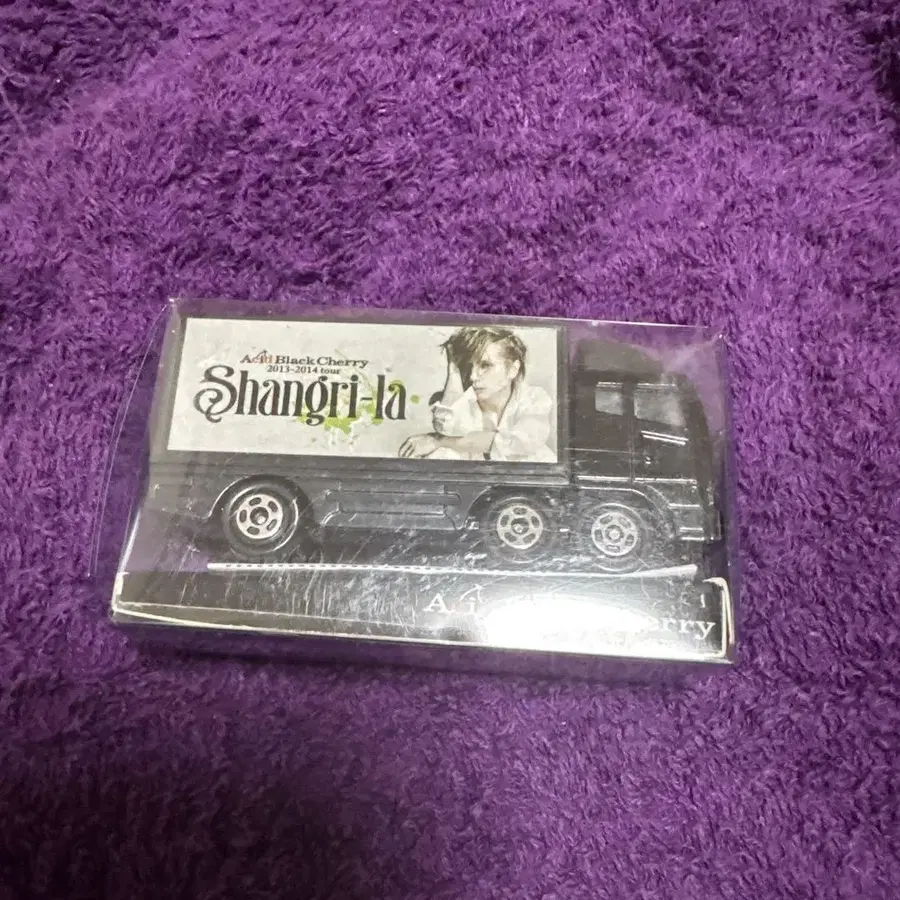 Acid Black Cherry
2013-2014 tour
Shangri-la